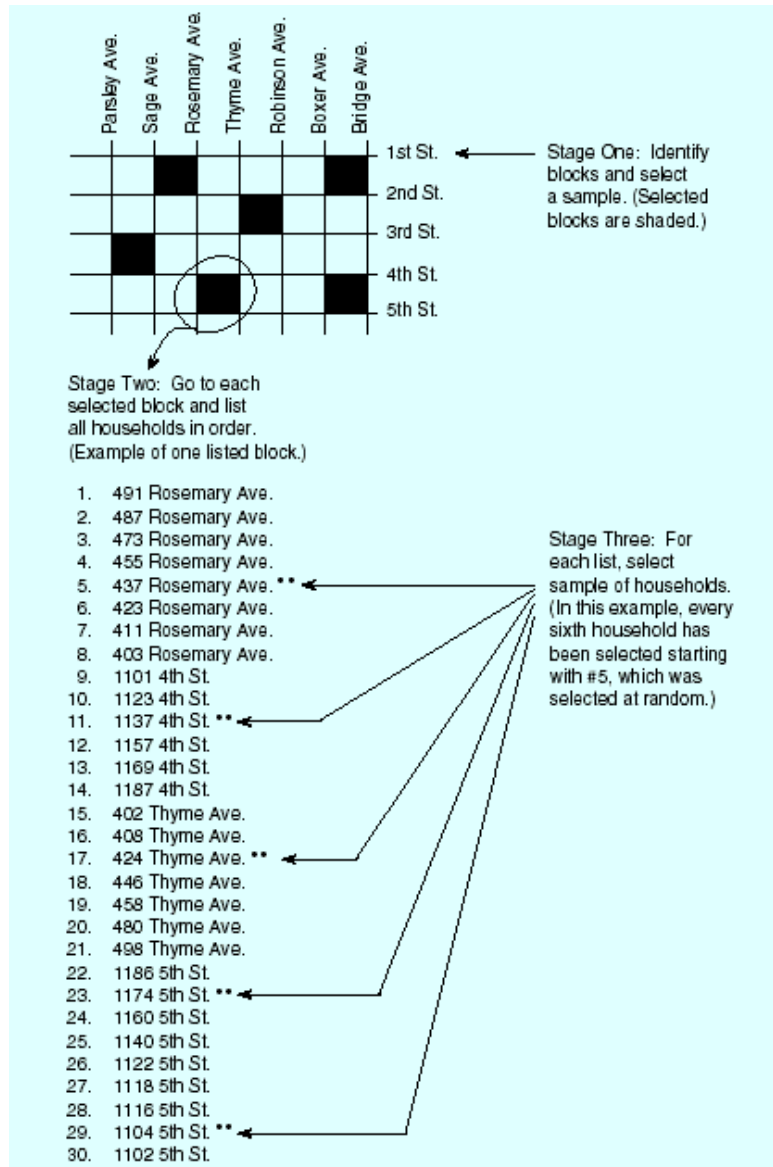 Parsley Ave.
Sage Ave.
Rosemary Ave.
Thyme Ave.
Robinson Ave.
Boxer Ave.
Bridge Ave.
1st St.
2nd St.
3rd St.
4th St.
5th St.
Stage One: Identify
blocks and select
a sample. (Selected
blocks are shaded.)
Stage Two: Go to each
selected block and list
all households in order.
(Example of one listed block.)
1. 491 Rosemary Ave.
2. 487 Rosemary Ave.
3. 473 Rosemary Ave.
4. 455 Rosemary Ave.
5. 437 Rosemary Ave. **
6. 423 Rosemary Ave.
7. 411 Rosemary Ave.
8. 403 Rosemary Ave.
9. 1101 4th St.
10. 1123 4th St.
11. 1137 4th St. **
12. 1157 4th St.
13. 1169 4th St.
14. 1187 4th St.
15. 402 Thyme Ave.
16. 408 Thyme Ave.
17. 424 Thyme Ave. **
18. 446 Thyme Ave.
19. 458 Thyme Ave.
20. 480 Thyme Ave.
21. 498 Thyme Ave.
22. 1186 5th St.
23. 1174 5th St. **
24. 1160 5th St.
25. 1140 5th St.
26. 1122 5th St.
27. 1118 5th St.
28. 1116 5th St.
29. 1104 5th St. **
30. 1102 5th St.
Stage Three: For
each list, select
sample of households.
(In this example, every
sixth household has
been selected starting
with #5, which was
selected at random.)